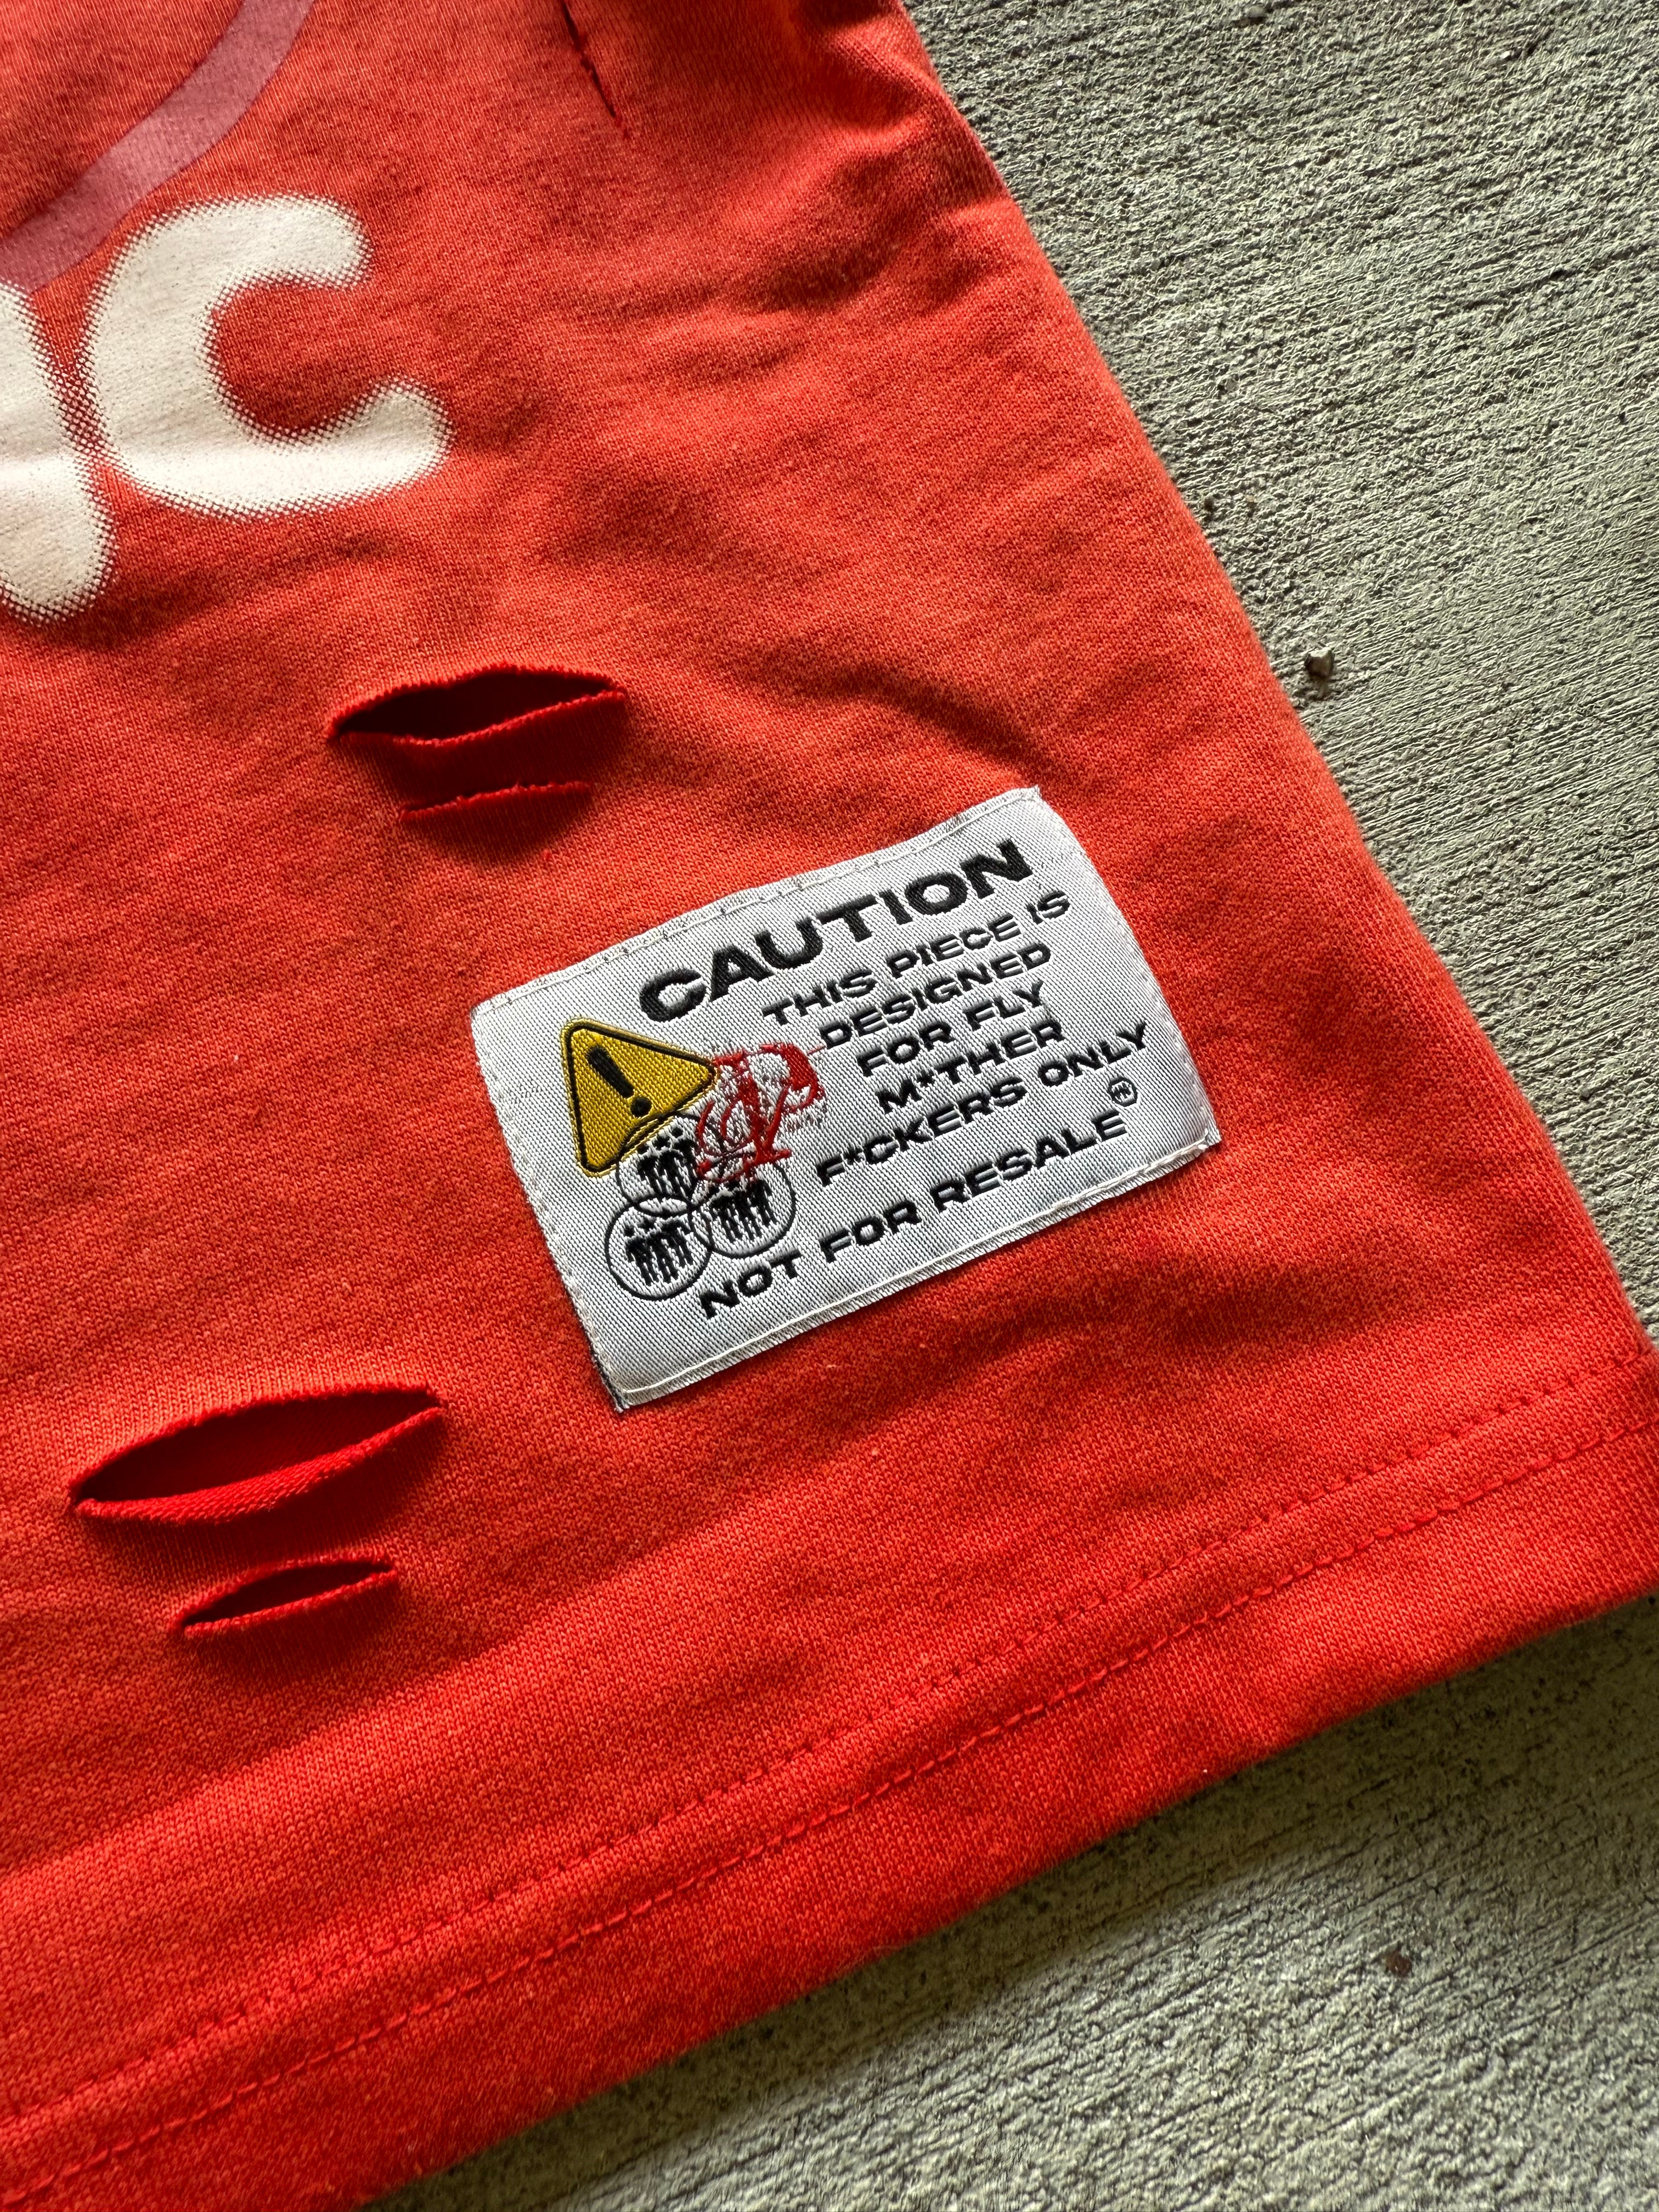 c
CAUTION
THIS PIECE IS
DESIGNED
FOR FLY
M*THER
F*CKERS ONLY
NOT FOR RESALE